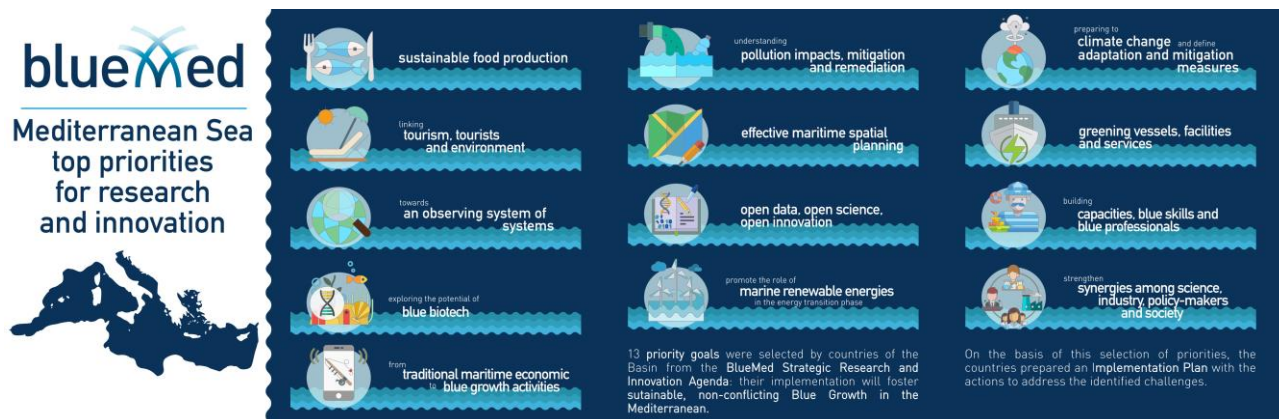 bluemed
Mediterranean Sea
top priorities
for research
and innovation
sustainable food production
linking
tourism, tourists
and environment
towards
an observing system of
systems
exploring the potential of
blue biotech
from
traditional maritime economic
to blue growth activities
understanding
pollution impacts, mitigation
and remediation
effective maritime spatial
planning
open data, open science,
open innovation
promote the role of
marine renewable energies
in the energy transition phase
13 priority goals were selected by countries of the
Basin from the BlueMed Strategic Research and
Innovation Agenda: their implementation will foster
sutainable, non-conflicting Blue Growth in the
Mediterranean.
preparing to
climate change and define
adaptation and mitigation
measures
greening vessels, facilities
and services
building
capacities, blue skills and
blue professionals
strengthen
synergies among science,
industry, policy-makers
and society
On the basis of this selection of priorities, the
countries prepared an Implementation Plan with the
actions to address the identified challenges.